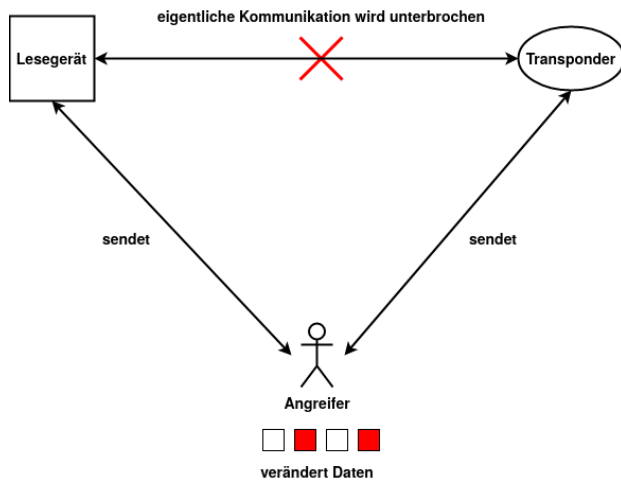 eigentliche Kommunikation wird unterbrochen
Lesegerät
Transponder
sendet
sendet
Angreifer
verändert Daten